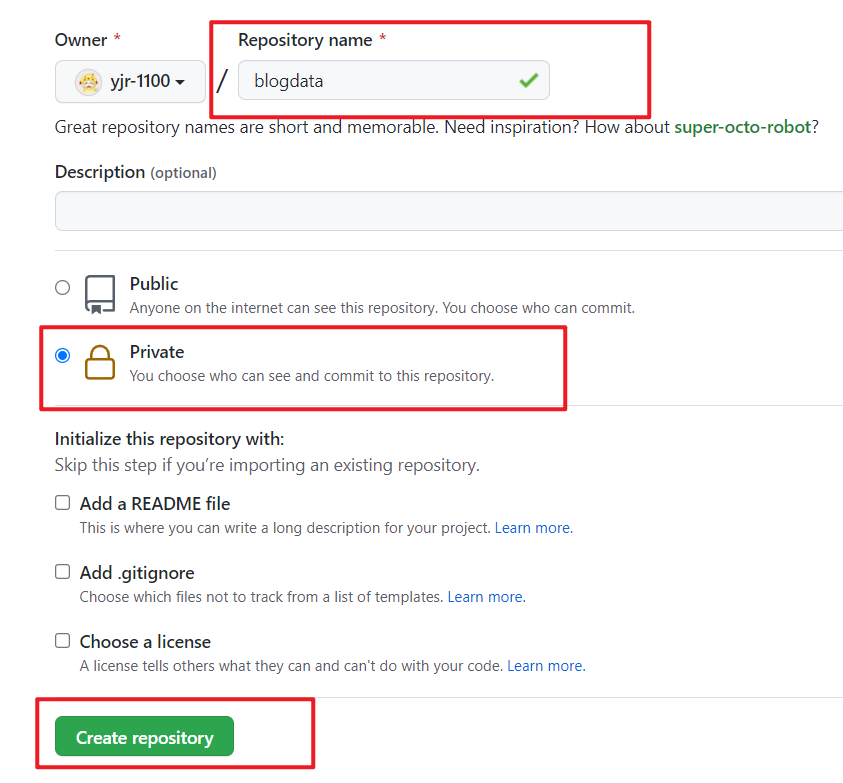 Owner *
Repository name *
yjr-1100
/
blogdata
Great repository names are short and memorable. Need inspiration? How about super-octo-robot?
Description (optional)
Public
Anyone on the internet can see this repository. You choose who can commit.
Private
You choose who can see and commit to this repository.
Initialize this repository with:
Skip this step if you’re importing an existing repository.
Add a README file
This is where you can write a long description for your project. Learn more.
Add .gitignore
Choose which files not to track from a list of templates. Learn more.
Choose a license
A license tells others what they can and can't do with your code. Learn more.
Create repository